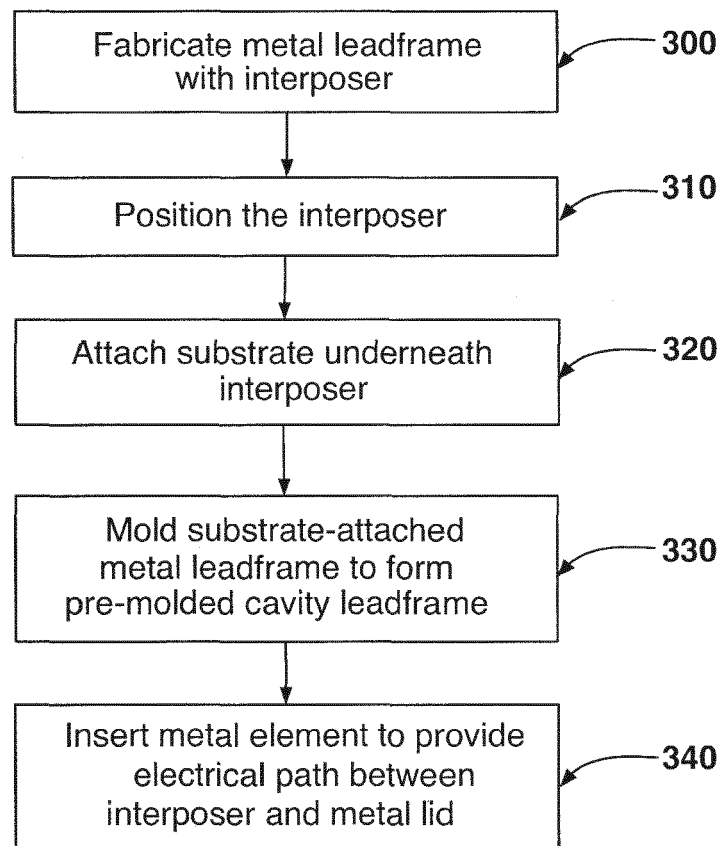 Fabricate metal leadframe
with interposer
300
Position the interposer
310
Attach substrate underneath
interposer
320
Mold substrate-attached
metal leadframe to form
pre-molded cavity leadframe
330
Insert metal element to provide
electrical path between
interposer and metal lid
340